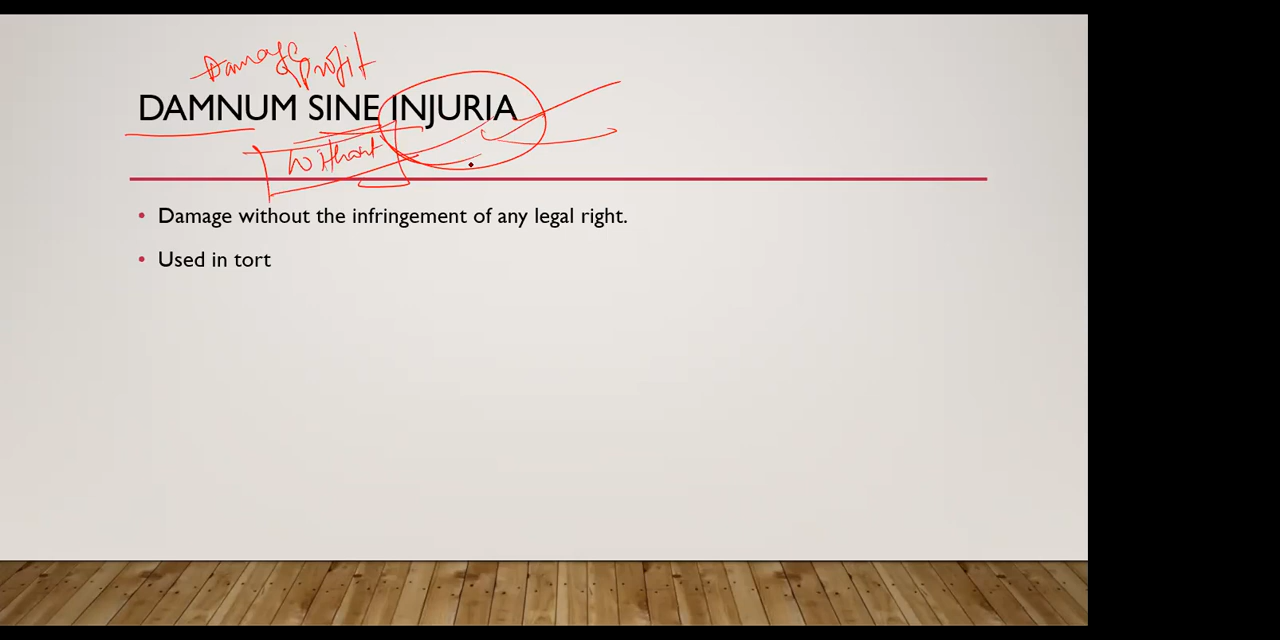 Damage
profit
DAMNUM SINE INJURIA
Without
• Damage without the infringement of any legal right.
• Used in tort